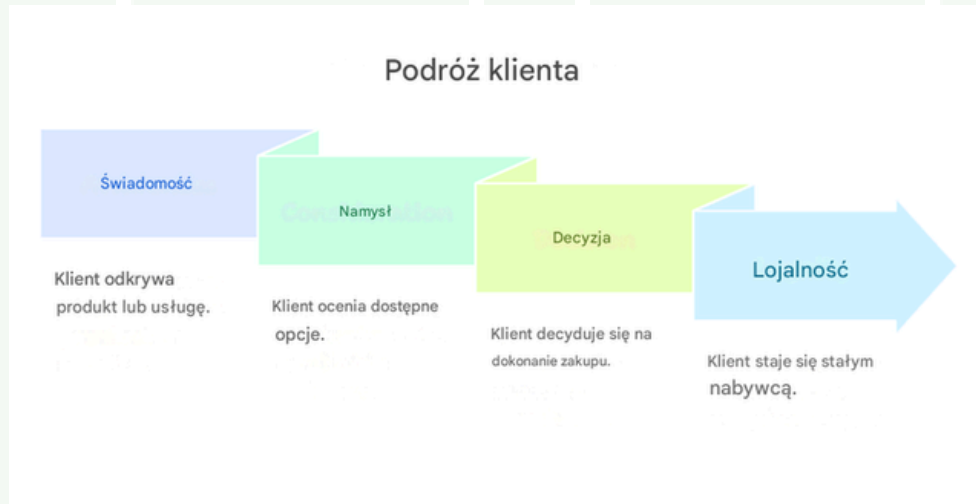 Podróż klienta
Świadomość
Klient odkrywa
produkt lub usługę.
Namysł
Klient ocenia dostępne
opcje.
Decyzja
Klient decyduje się na
dokonanie zakupu.
Lojalność
Klient staje się stałym
nabywcą.